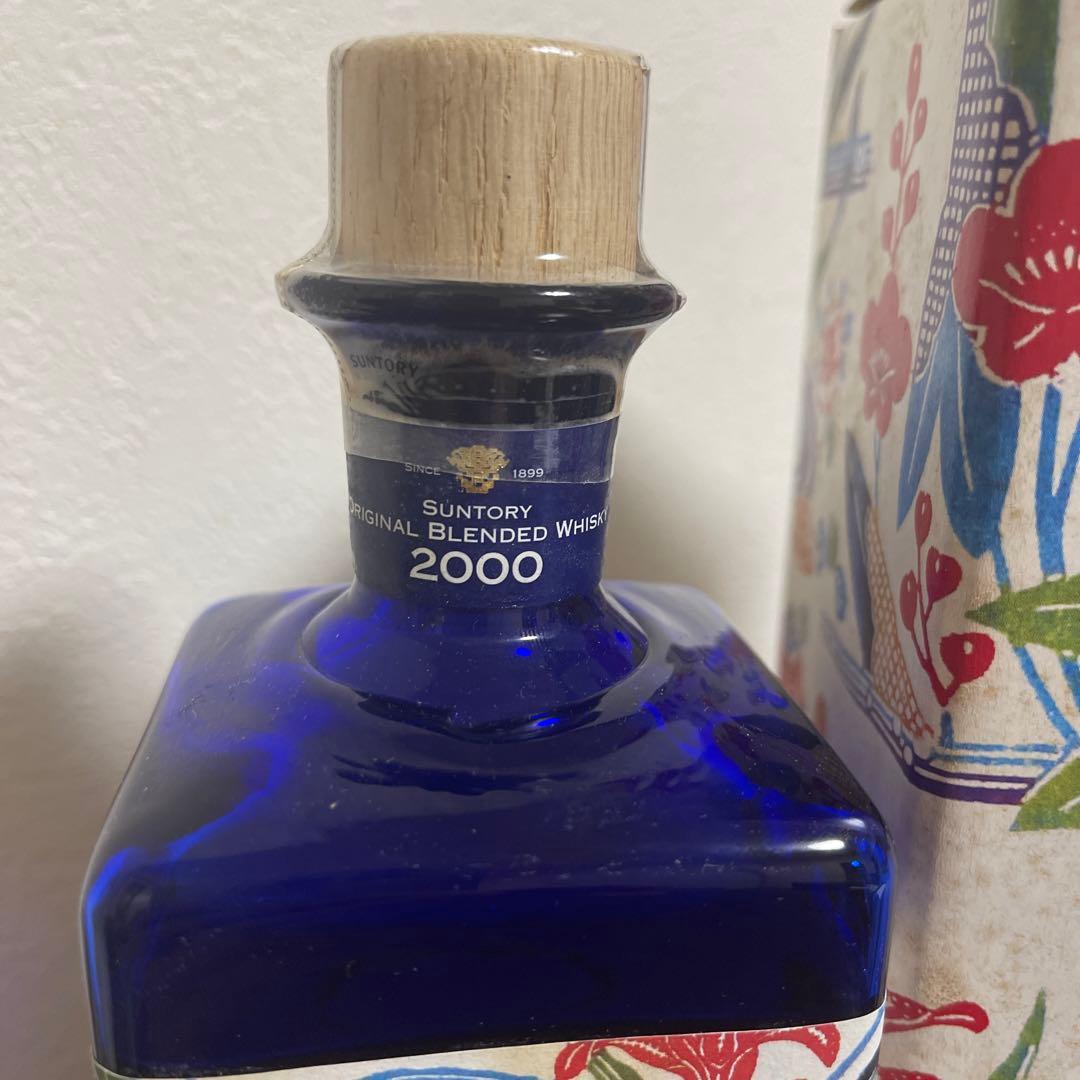 SUNTORY
SINCE 1899
SUNTORY
ORIGINAL BLENDED WHISKY
2000